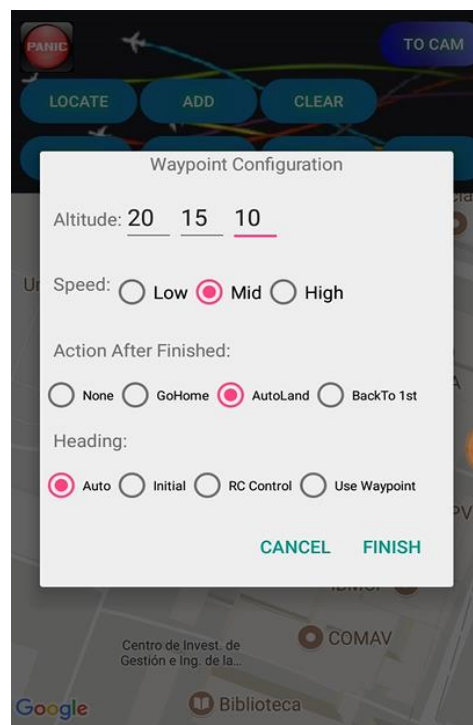 PANIC
TO CAM
LOCATE ADD CLEAR
Waypoint Configuration
Altitude: 20 15 10
Speed: Low Mid High
Action After Finished:
None GoHome AutoLand BackTo 1st
Heading:
Auto Initial RC Control Use Waypoint
CANCEL FINISH
COMAV
Centro de Invest. de
Gestión e Ing. de la...
Google
Biblioteca